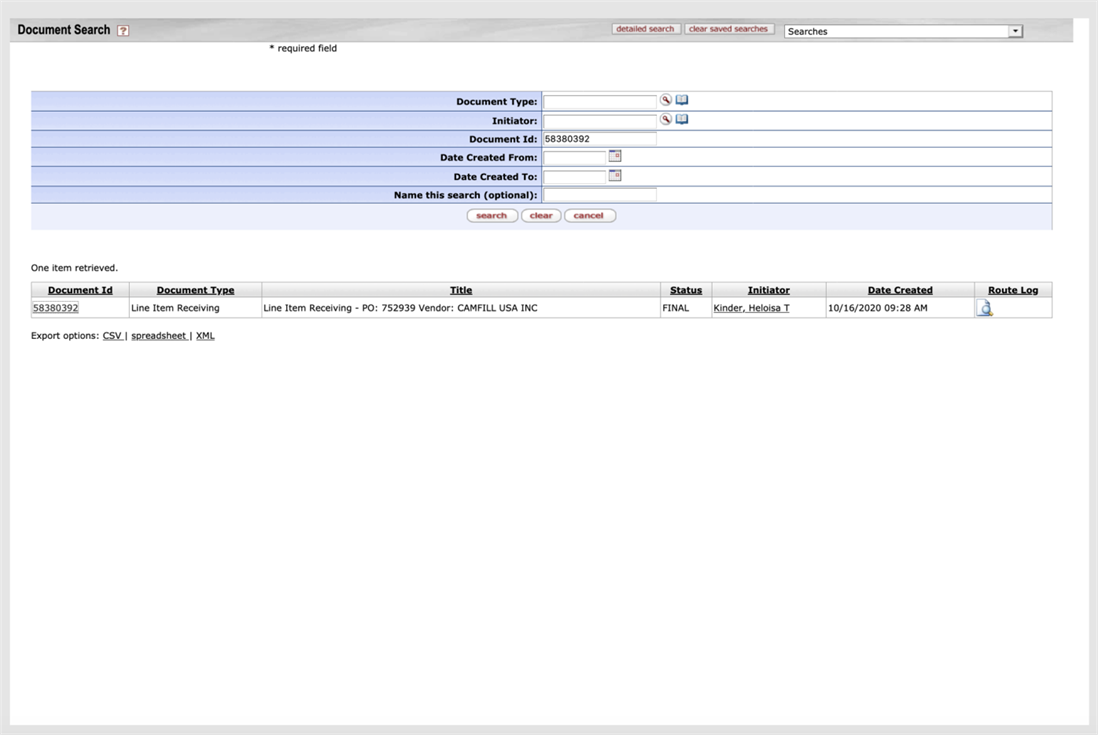 Document Search ? detailed search clear saved searches Searches
* required field
Document Type:
Initiator:
Document Id: 58380392
Date Created From:
Date Created To:
Name this search (optional):
search clear cancel
One item retrieved.
Document Id Document Type Title Status Initiator Date Created Route Log
58380392 Line Item Receiving Line Item Receiving - PO: 752939 Vendor: CAMFILL USA INC FINAL Kinder, Heloisa T 10/16/2020 09:28 AM
Export options: CSV | spreadsheet | XML